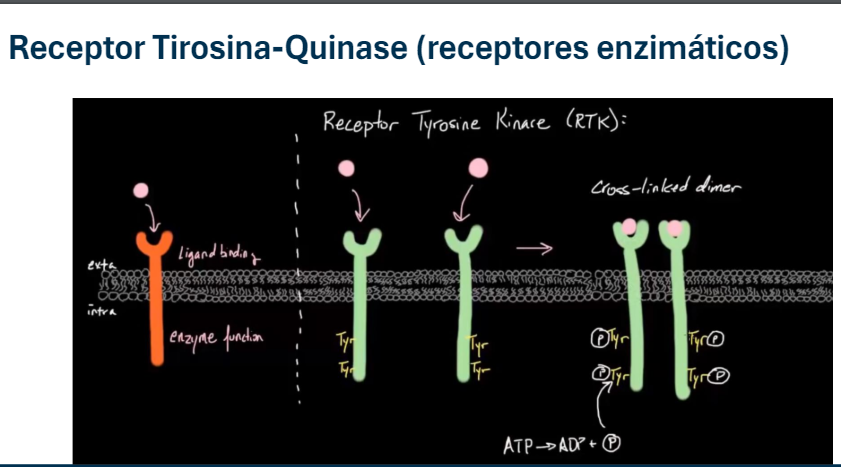 Receptor Tirosina-Quinase (receptores enzimáticos)
Receptor Tyrosine Kinase (RTK):
Cross-linked dimer
Ligand binding
extra
intra
enzyme function
Tyr
Tyr
Tyr
Tyr
P Tyr
P Tyr
Tyr P
Tyr P
ATP → ADP + P